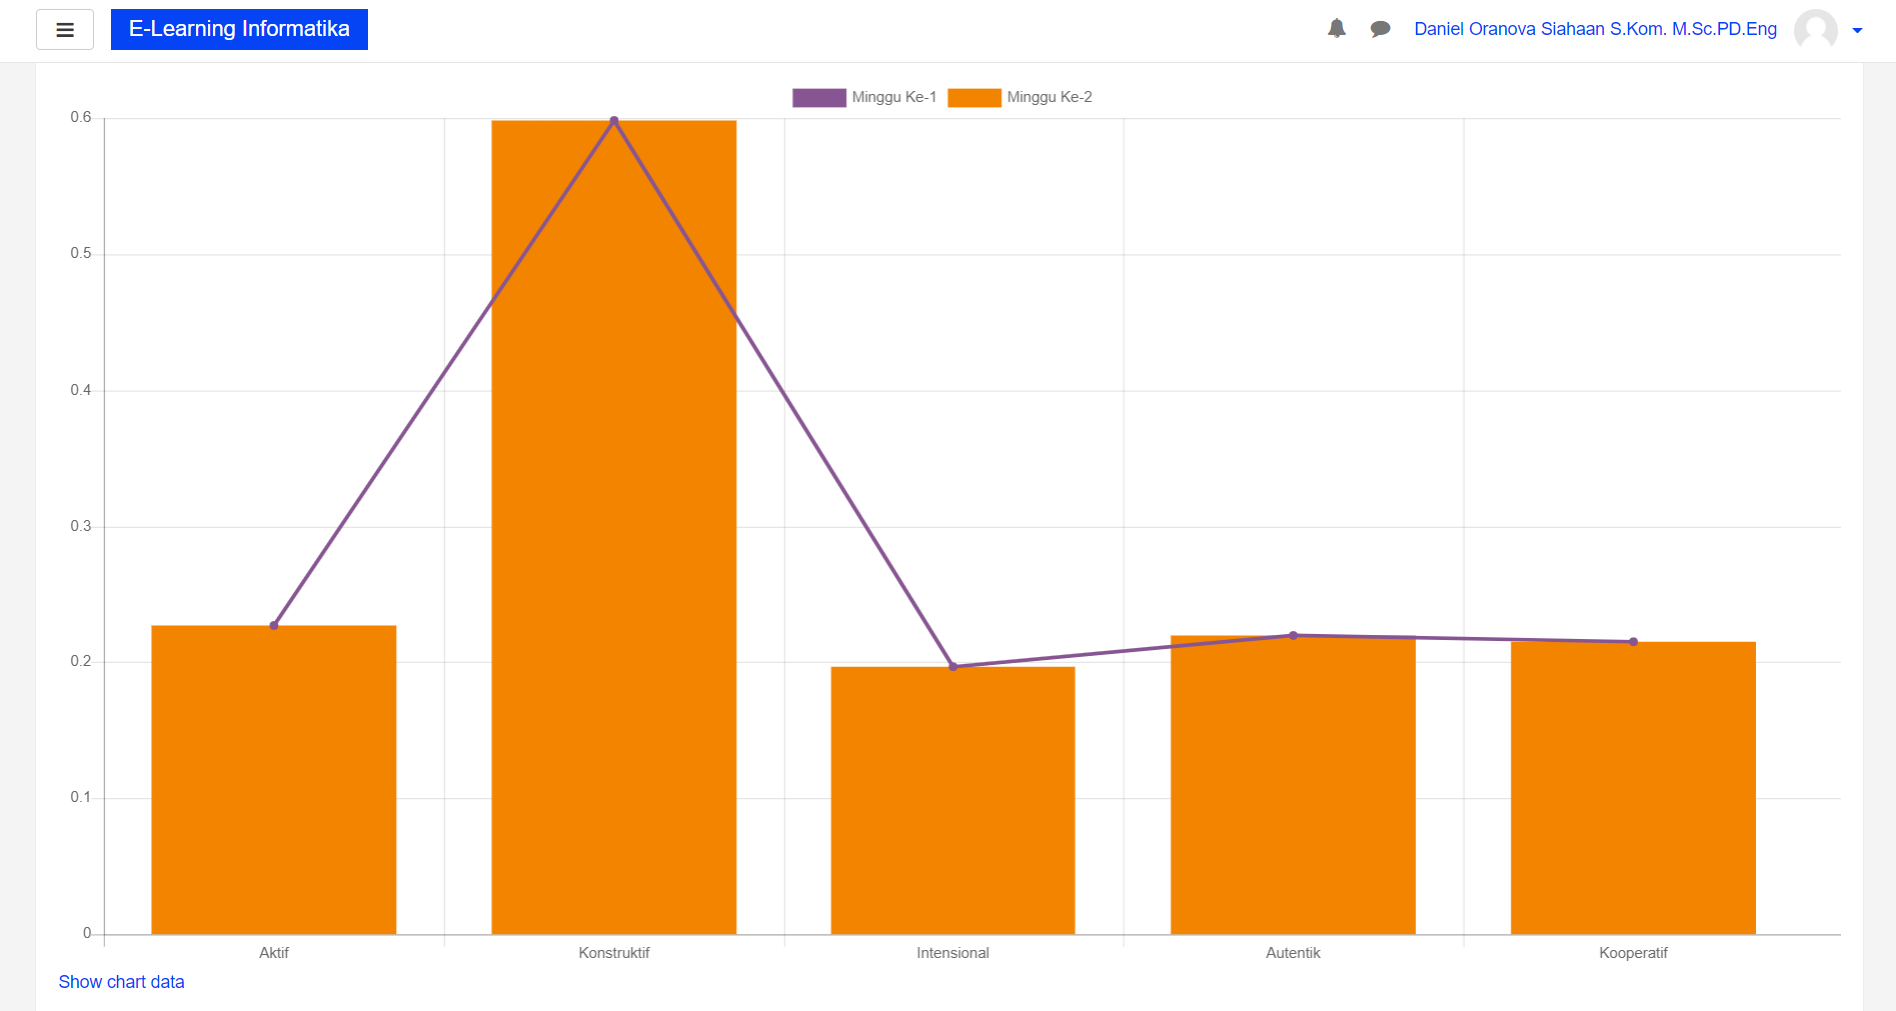 E-Learning Informatika
Daniel Oranova Siahaan S.Kom. M.Sc.PD.Eng
Minggu Ke-1 Minggu Ke-2
0.6
0.5
0.4
0.3
0.2
0.1
0
Aktif Konstruktif Intensional Autentik Kooperatif
Show chart data